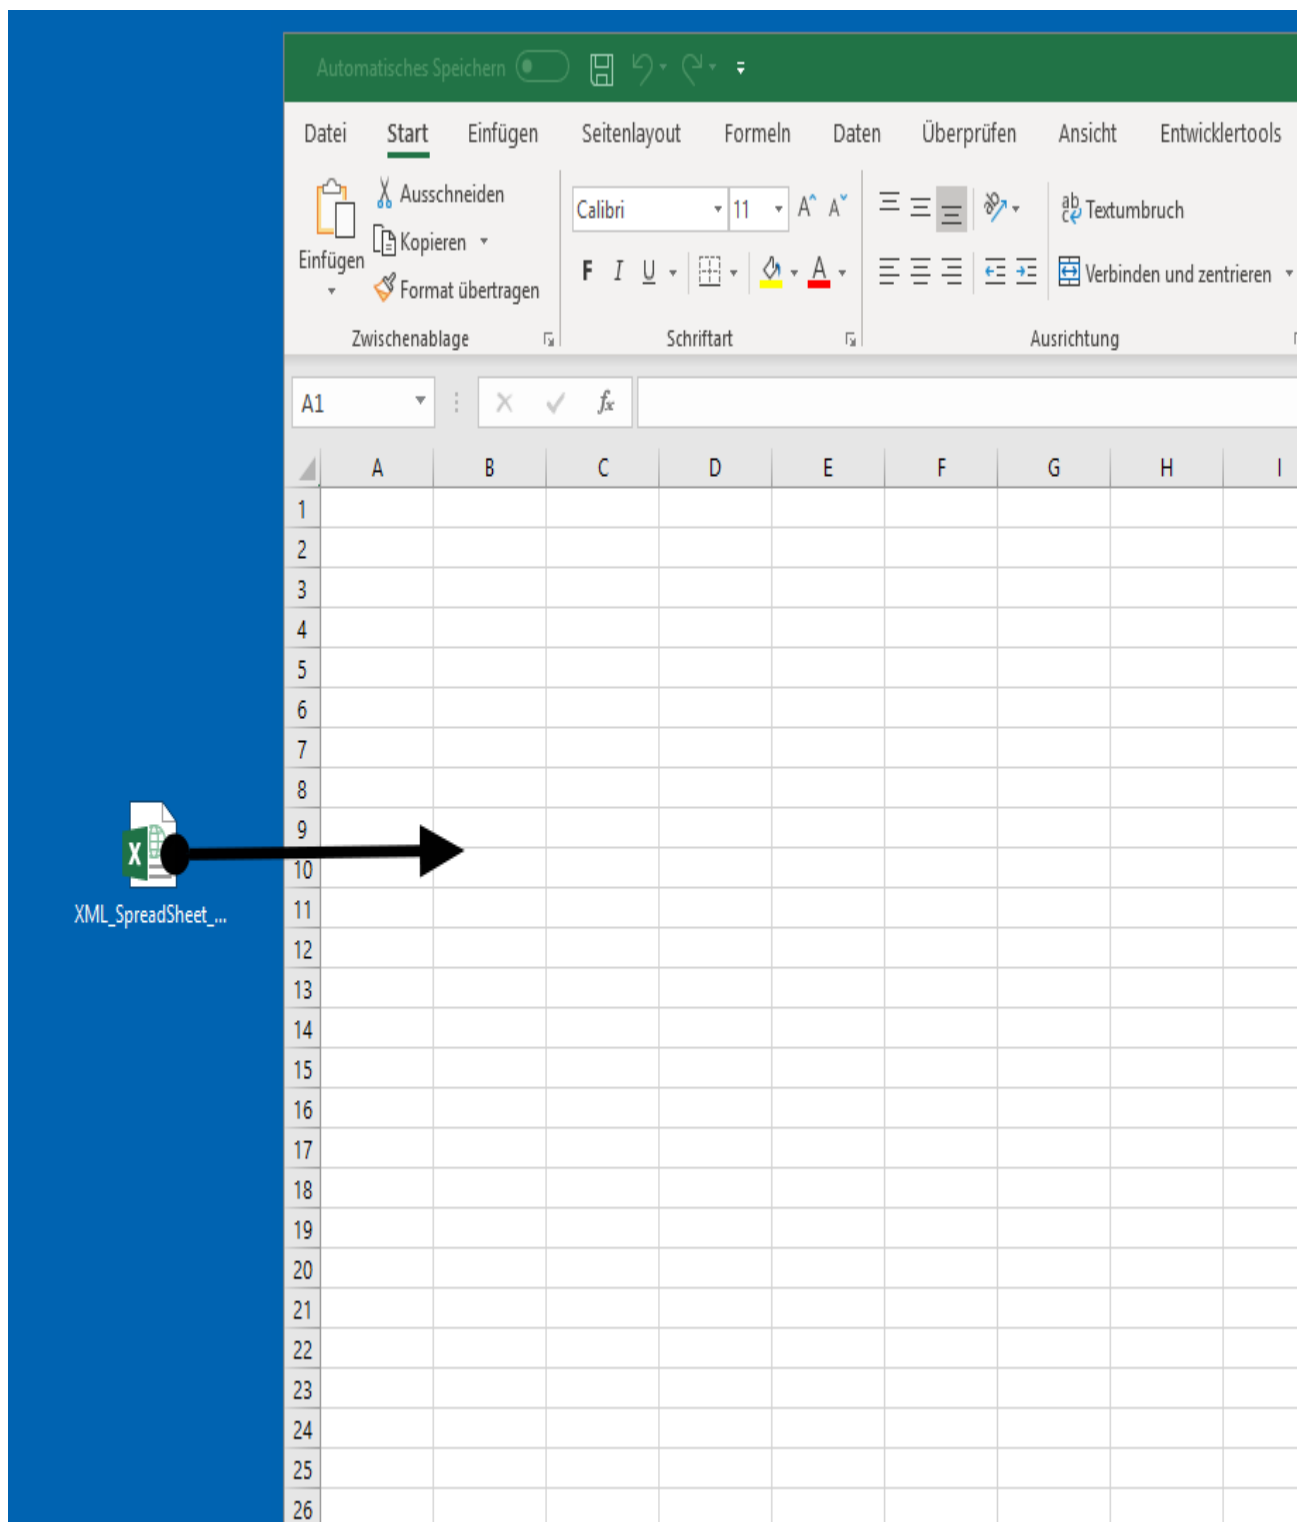 Automatisches Speichern
Datei Start Einfügen Seitenlayout Formeln Daten Überprüfen Ansicht Entwicklertools
Einfügen
Ausschneiden
Kopieren
Format übertragen
Zwischenablage
Calibri 11 A A
F I U A
Schriftart
ab c Textumbruch
Verbinden und zentrieren
Ausrichtung
A1 fx
A B C D E F G H I
1
2
3
4
5
6
7
8
9
10
11
12
13
14
15
16
17
18
19
20
21
22
23
24
25
26
X
XML_SpreadSheet_...